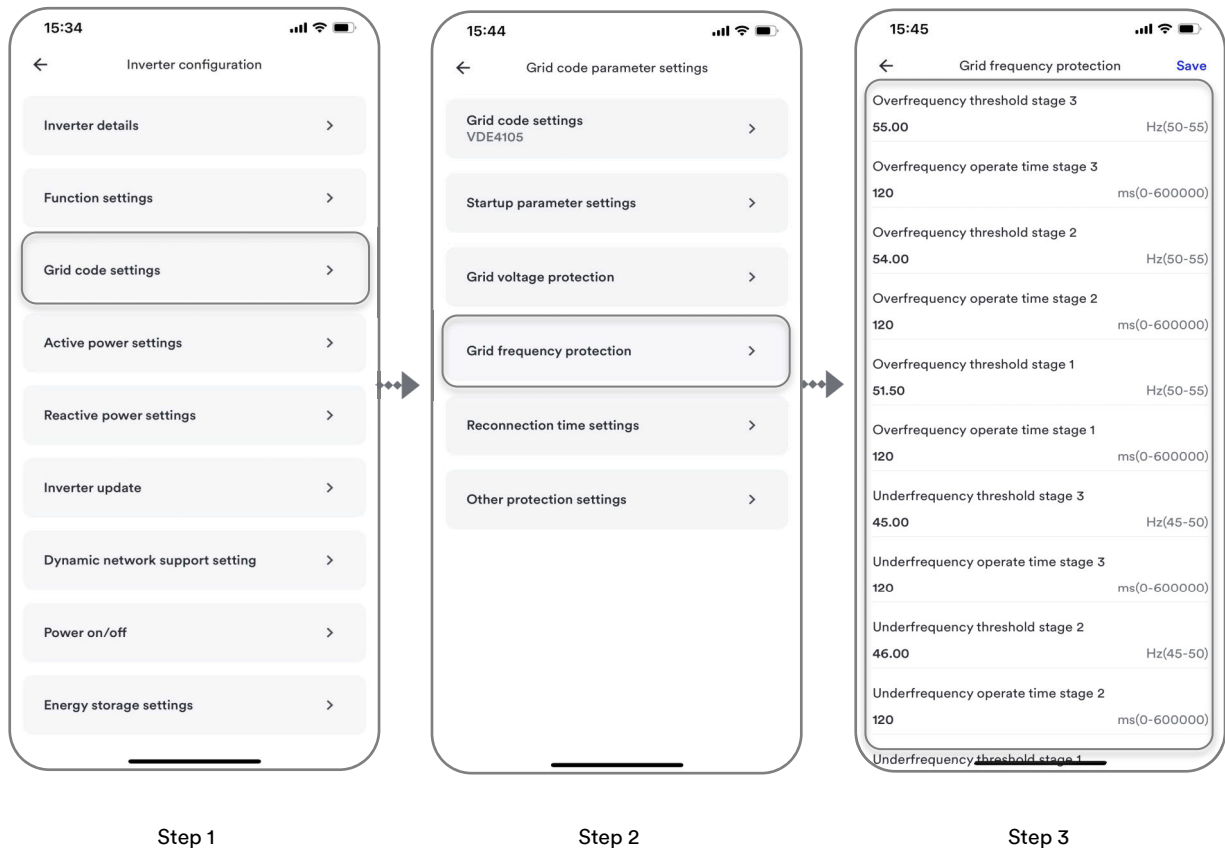 15:34
Inverter configuration
Inverter details
Function settings
Grid code settings
Active power settings
Reactive power settings
Inverter update
Dynamic network support setting
Power on/off
Energy storage settings
Step 1
15:44
Grid code parameter settings
Grid code settings
VDE4105
Startup parameter settings
Grid voltage protection
Grid frequency protection
Reconnection time settings
Other protection settings
Step 2
15:45
Grid frequency protection Save
Overfrequency threshold stage 3
55.00 Hz(50-55)
Overfrequency operate time stage 3
120 ms(0-600000)
Overfrequency threshold stage 2
54.00 Hz(50-55)
Overfrequency operate time stage 2
120 ms(0-600000)
Overfrequency threshold stage 1
51.50 Hz(50-55)
Overfrequency operate time stage 1
120 ms(0-600000)
Underfrequency threshold stage 3
45.00 Hz(45-50)
Underfrequency operate time stage 3
120 ms(0-600000)
Underfrequency threshold stage 2
46.00 Hz(45-50)
Underfrequency operate time stage 2
120 ms(0-600000)
Underfrequency threshold stage 1
Step 3